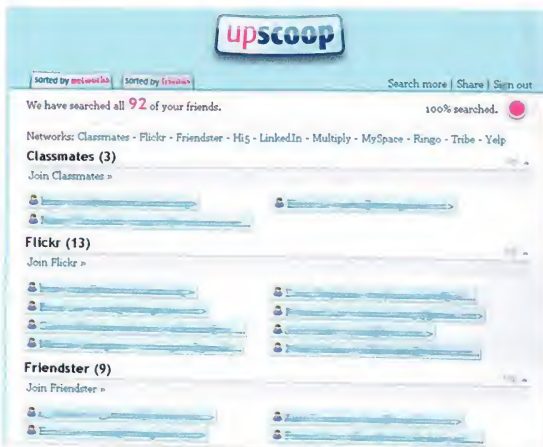 upscoop
sorted by networks sorted by friends
Search more | Share | Sign out
We have searched all 92 of your friends.
100% searched.
Networks: Classmates - Flickr - Friendster - Hi5 - LinkedIn - Multiply - MySpace - Ringo - Tribe - Yelp
Classmates (3)
Join Classmates »
Flickr (13)
Join Flickr »
Friendster (9)
Join Friendster »